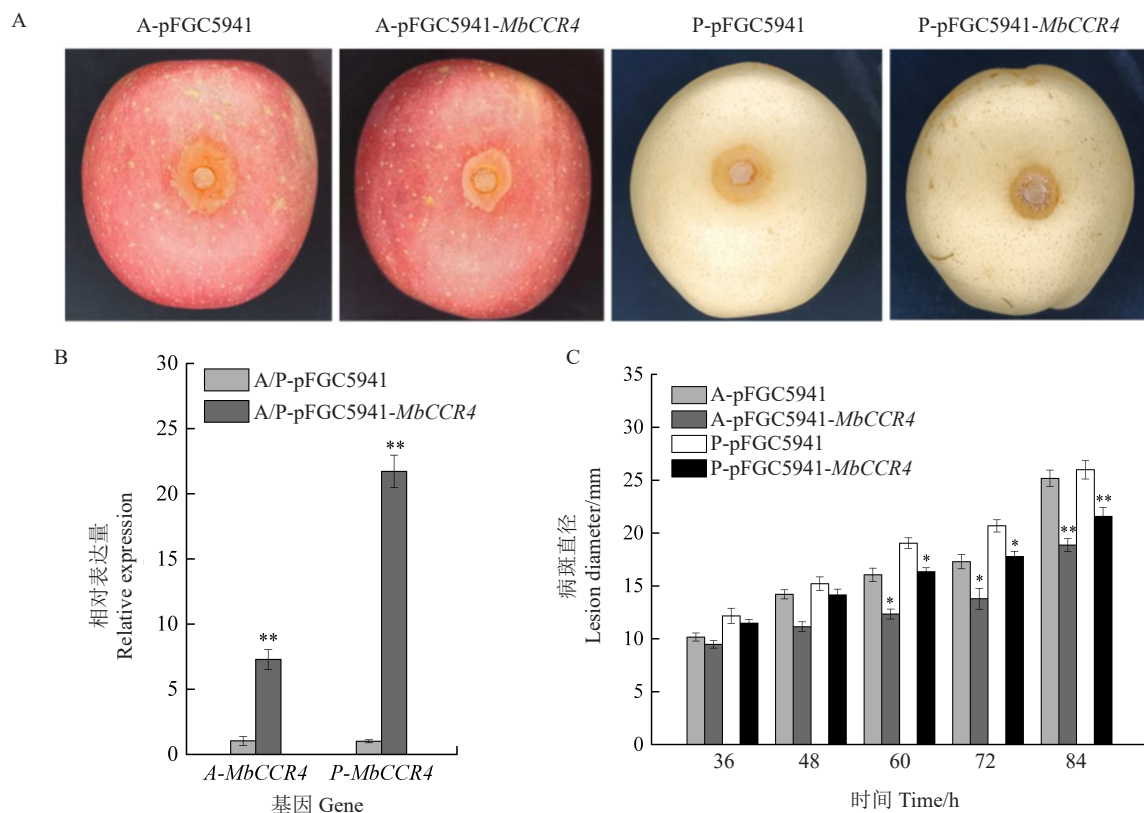 A
A-pFGC5941
A-pFGC5941-MbCCR4
P-pFGC5941
P-pFGC5941-MbCCR4
B
相对表达量
Relative expression
30
25
20
15
10
5
0
A/P-pFGC5941
A/P-pFGC5941-MbCCR4
**
**
A-MbCCR4
P-MbCCR4
基因 Gene
C
病斑直径
Lesion diameter/mm
35
30
25
20
15
10
5
0
A-pFGC5941
A-pFGC5941-MbCCR4
P-pFGC5941
P-pFGC5941-MbCCR4
*
*
*
*
**
**
36
48
60
72
84
时间 Time/h